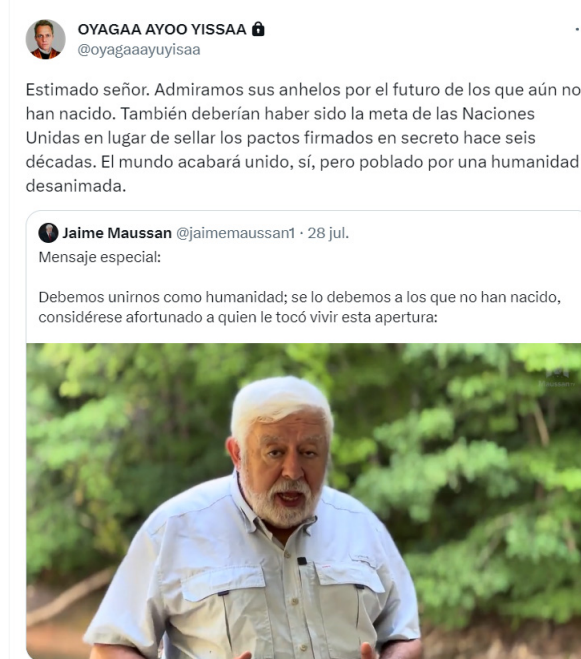 OYAGAA AYOO YISSAA
@oyagaaayuyisaa
Estimado señor. Admiramos sus anhelos por el futuro de los que aún no
han nacido. También deberían haber sido la meta de las Naciones
Unidas en lugar de sellar los pactos firmados en secreto hace seis
décadas. El mundo acabará unido, sí, pero poblado por una humanidad
desanimada.
Jaime Maussan @jaimemaussan1 · 28 jul.
Mensaje especial:
Debemos unirnos como humanidad; se lo debemos a los que no han nacido,
considérese afortunado a quien le tocó vivir esta apertura: